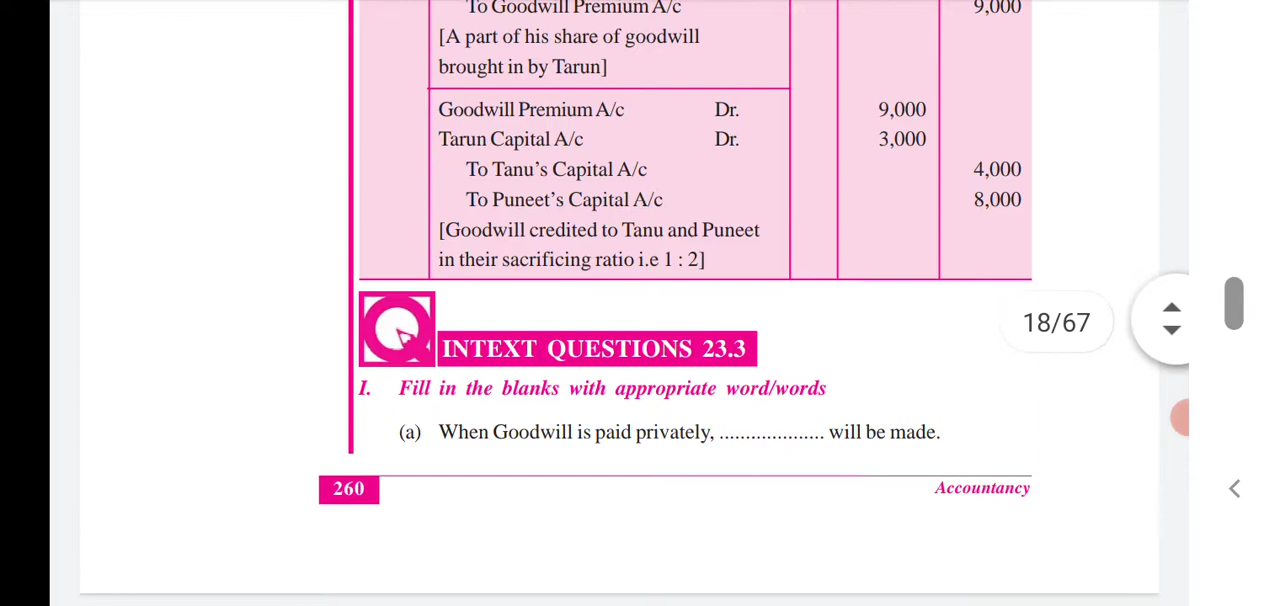 To Goodwill Premium A/c 9,000
[A part of his share of goodwill
brought in by Tarun]
Goodwill Premium A/c Dr. 9,000
Tarun Capital A/c Dr. 3,000
To Tanu’s Capital A/c 4,000
To Puneet’s Capital A/c 8,000
[Goodwill credited to Tanu and Puneet
in their sacrificing ratio i.e 1 : 2]
18/67
INTEXT QUESTIONS 23.3
I. Fill in the blanks with appropriate word/words
(a) When Goodwill is paid privately, .................... will be made.
260 Accountancy